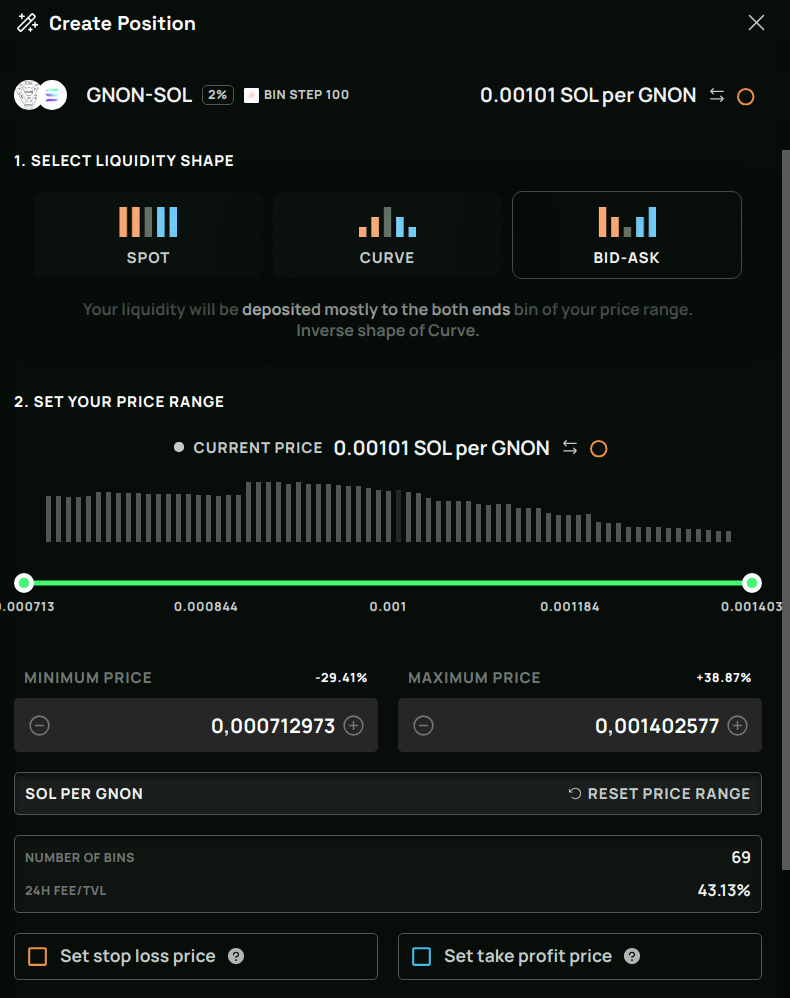 Create Position
GNON-SOL 2% BIN STEP 100 0.00101 SOL per GNON
1. SELECT LIQUIDITY SHAPE
SPOT CURVE BID-ASK
Your liquidity will be deposited mostly to the both ends bin of your price range.
Inverse shape of Curve.
2. SET YOUR PRICE RANGE
CURRENT PRICE 0.00101 SOL per GNON
.000713 0.000844 0.001 0.001184 0.001403
MINIMUM PRICE -29.41% MAXIMUM PRICE +38.87%
0,000712973 0,001402577
SOL PER GNON RESET PRICE RANGE
NUMBER OF BINS 69
24H FEE/TVL 43.13%
Set stop loss price ? Set take profit price ?